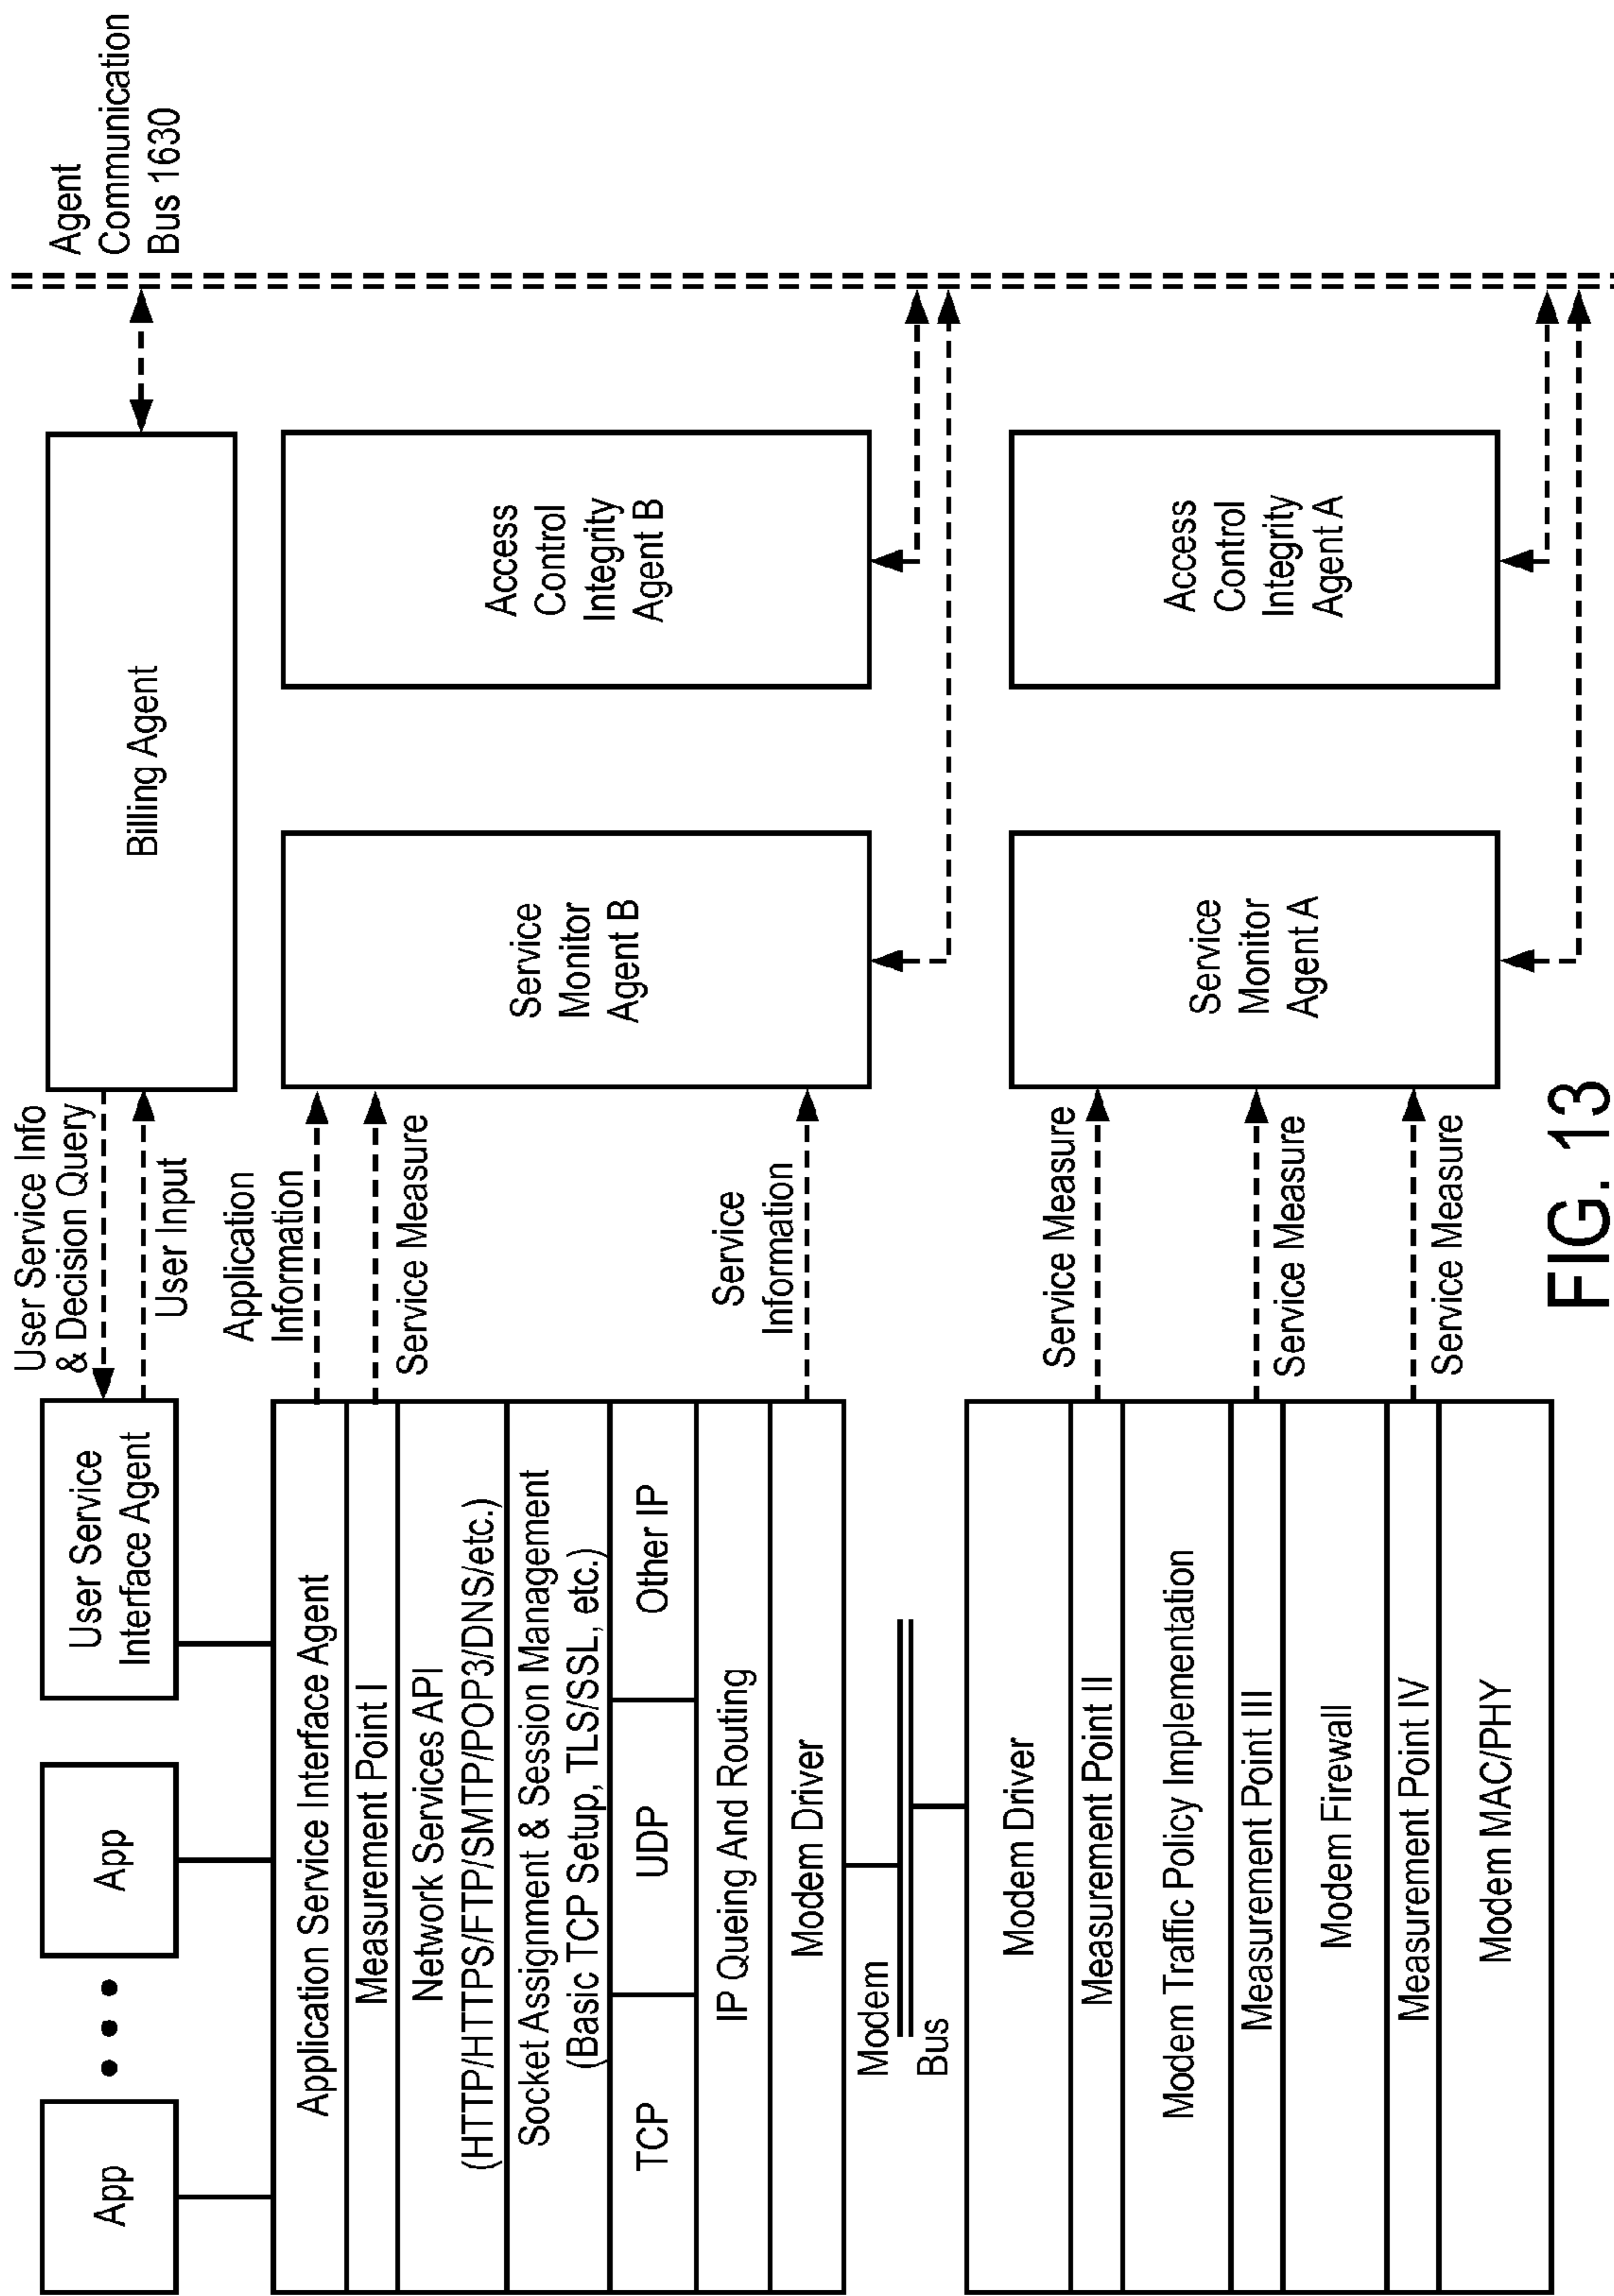 App
App
User Service
Interface Agent
User Service Info
& Decision Query
User Input
Billing Agent
Agent
Communication
Bus 1630
Application Service Interface Agent
Measurement Point I
Network Services API
(HTTP/HTTPS/FTP/SMTP/POP3/DNS/etc.)
Socket Assignment & Session Management
(Basic TCP Setup, TLS/SSL, etc.)
TCP
UDP
Other IP
IP Queing And Routing
Modem Driver
Application
Information
Service Measure
Service
Information
Service
Monitor
Agent B
Access
Control
Integrity
Agent B
Modem
Bus
Modem Driver
Measurement Point II
Modem Traffic Policy Implementation
Measurement Point III
Modem Firewall
Measurement Point IV
Modem MAC/PHY
Service Measure
Service Measure
Service Measure
Service
Monitor
Agent A
Access
Control
Integrity
Agent A
FIG. 13